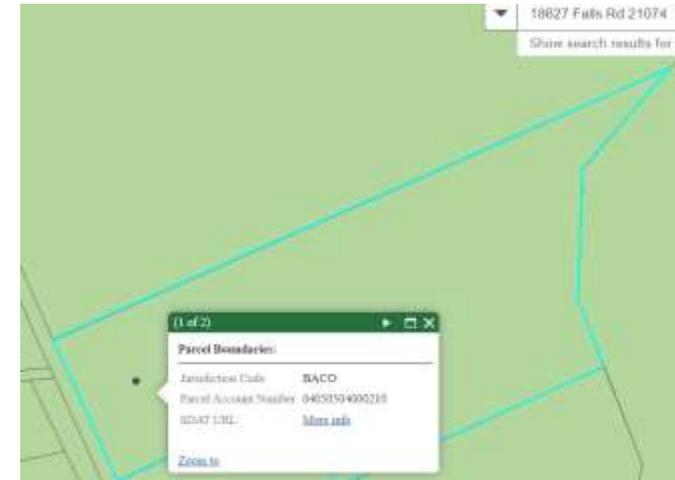 18627 Falls Rd 21074
Show search results for
(1 of 2)
Parcel Boundaries:
Jurisdiction Code BACO
Parcel Account Number 04050504000210
SDAT URL More info
Zoom to